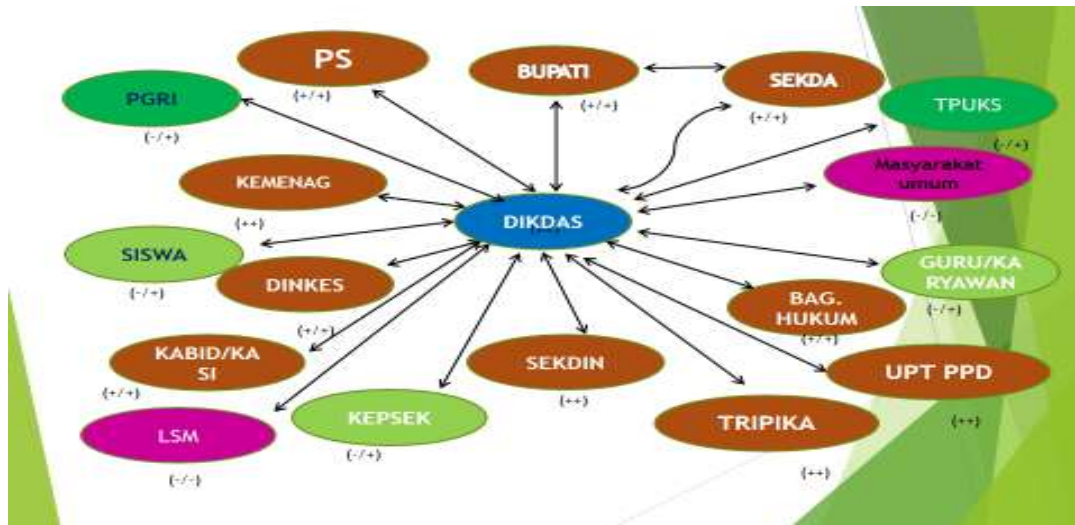 PS
(+/+)
BUPATI
(+/+)
SEKDA
(+/+)
PGRI
(-/+)
TPUKS
(-/+)
KEMENAG
(++)
Masyarakat
umum
(-/-)
DIKDAS
SISWA
(-/+)
DINKES
(+/+)
GURU/KA
RYAWAN
(-/+)
BAG.
HUKUM
(+/+)
KABID/KA
SI
(+/+)
SEKDIN
(++)
UPT PPD
(++)
LSM
(-/-)
KEPSEK
(-/+)
TRIPIKA
(++)